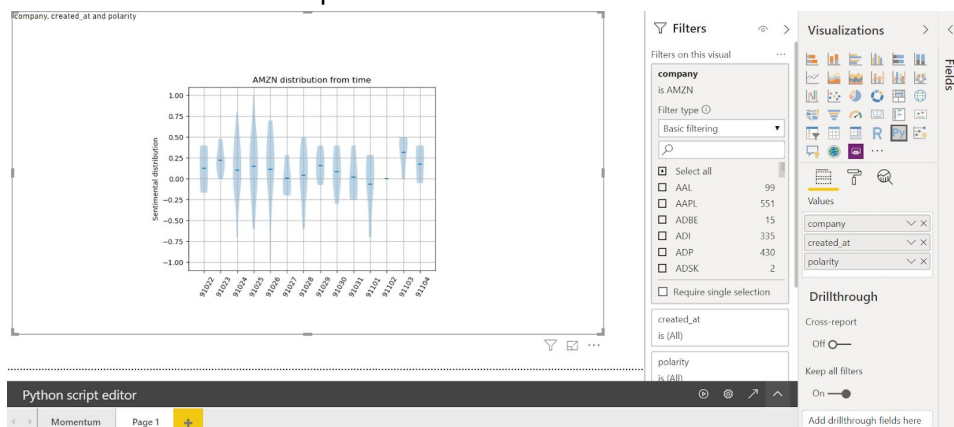 company, created_at and polarity
AMZN distribution from time
Sentimental distribution
1.00
0.75
0.50
0.25
0.00
−0.25
−0.50
−0.75
−1.00
91022 91023 91024 91025 91026 91027 91028 91029 91030 91031 91101 91102 91103 91104
Python script editor
Momentum Page 1 +
Filters
Filters on this visual ...
company
is AMZN
Filter type
Basic filtering
Select all
AAL 99
AAPL 551
ADBE 15
ADI 335
ADP 430
ADSK 2
Require single selection
created_at
is (All)
polarity
is (All)
Visualizations
R Py
Values
company
created_at
polarity
Drillthrough
Cross-report
Off
Keep all filters
On
Add drillthrough fields here
Fields